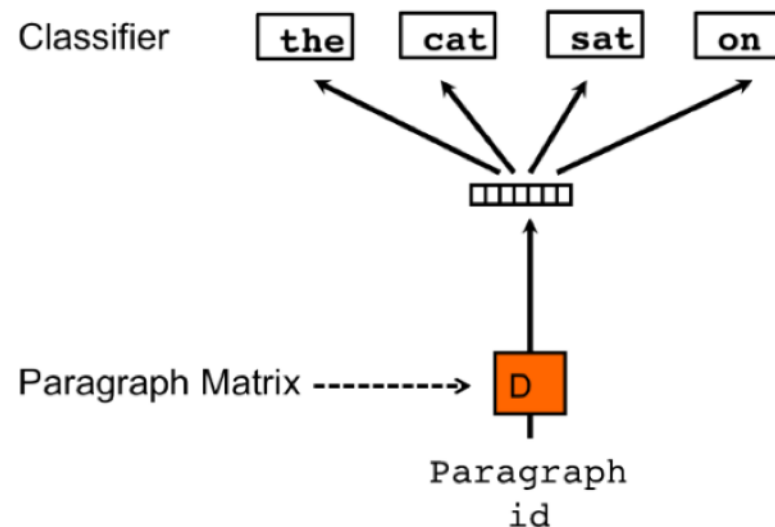 Classifier the cat sat on
Paragraph Matrix D
Paragraph
id